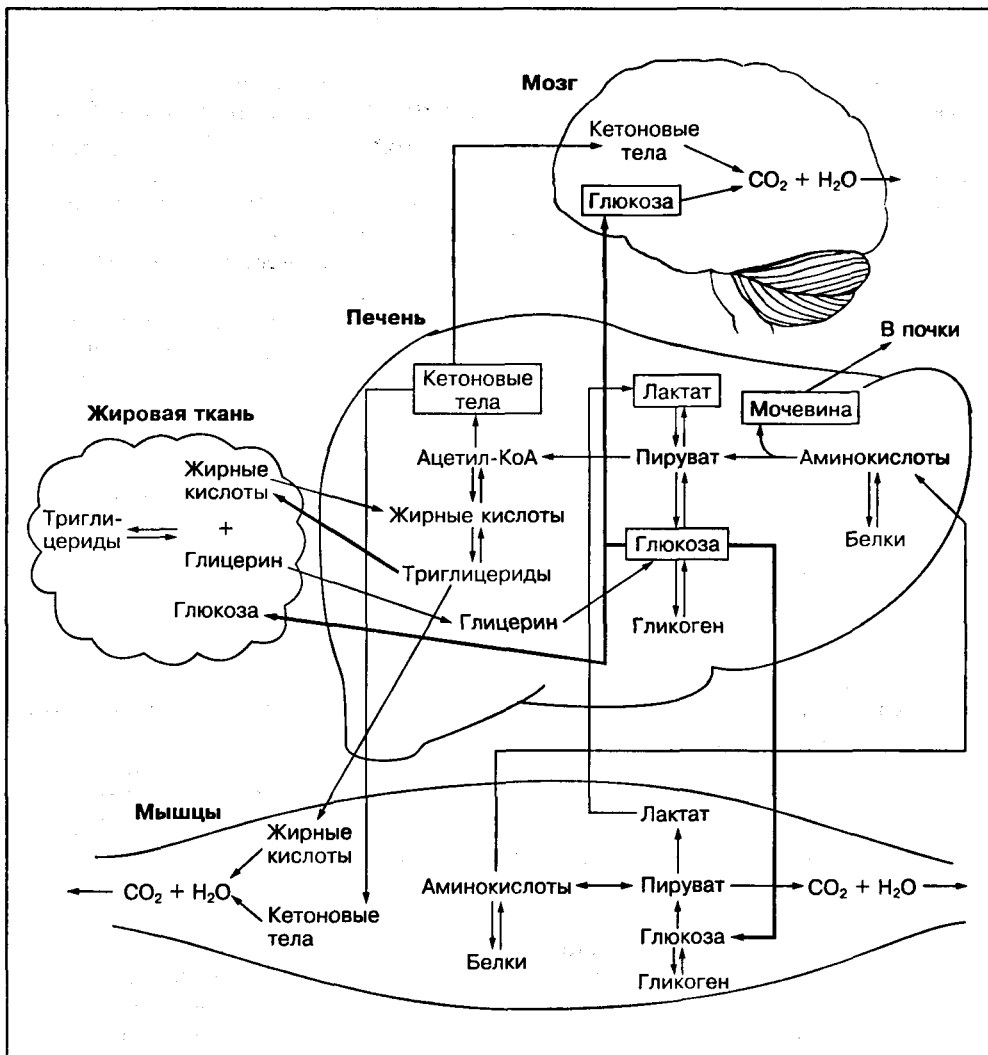 Мозг
Кетоновые
тела
CO₂ + H₂O
Глюкоза
Печень
В почки
Кетоновые
тела
Лактат
Мочевина
Жировая ткань
Ацетил-КоА
Пируват
Аминокислоты
Жирные
кислоты
Жирные кислоты
Белки
Тригли-
цериды
+
Глицерин
Триглицериды
Глюкоза
Глюкоза
Глицерин
Гликоген
Мышцы
Жирные
кислоты
Лактат
CO₂ + H₂O
Аминокислоты
Пируват
CO₂ + H₂O
Кетоновые
тела
Глюкоза
Белки
Гликоген